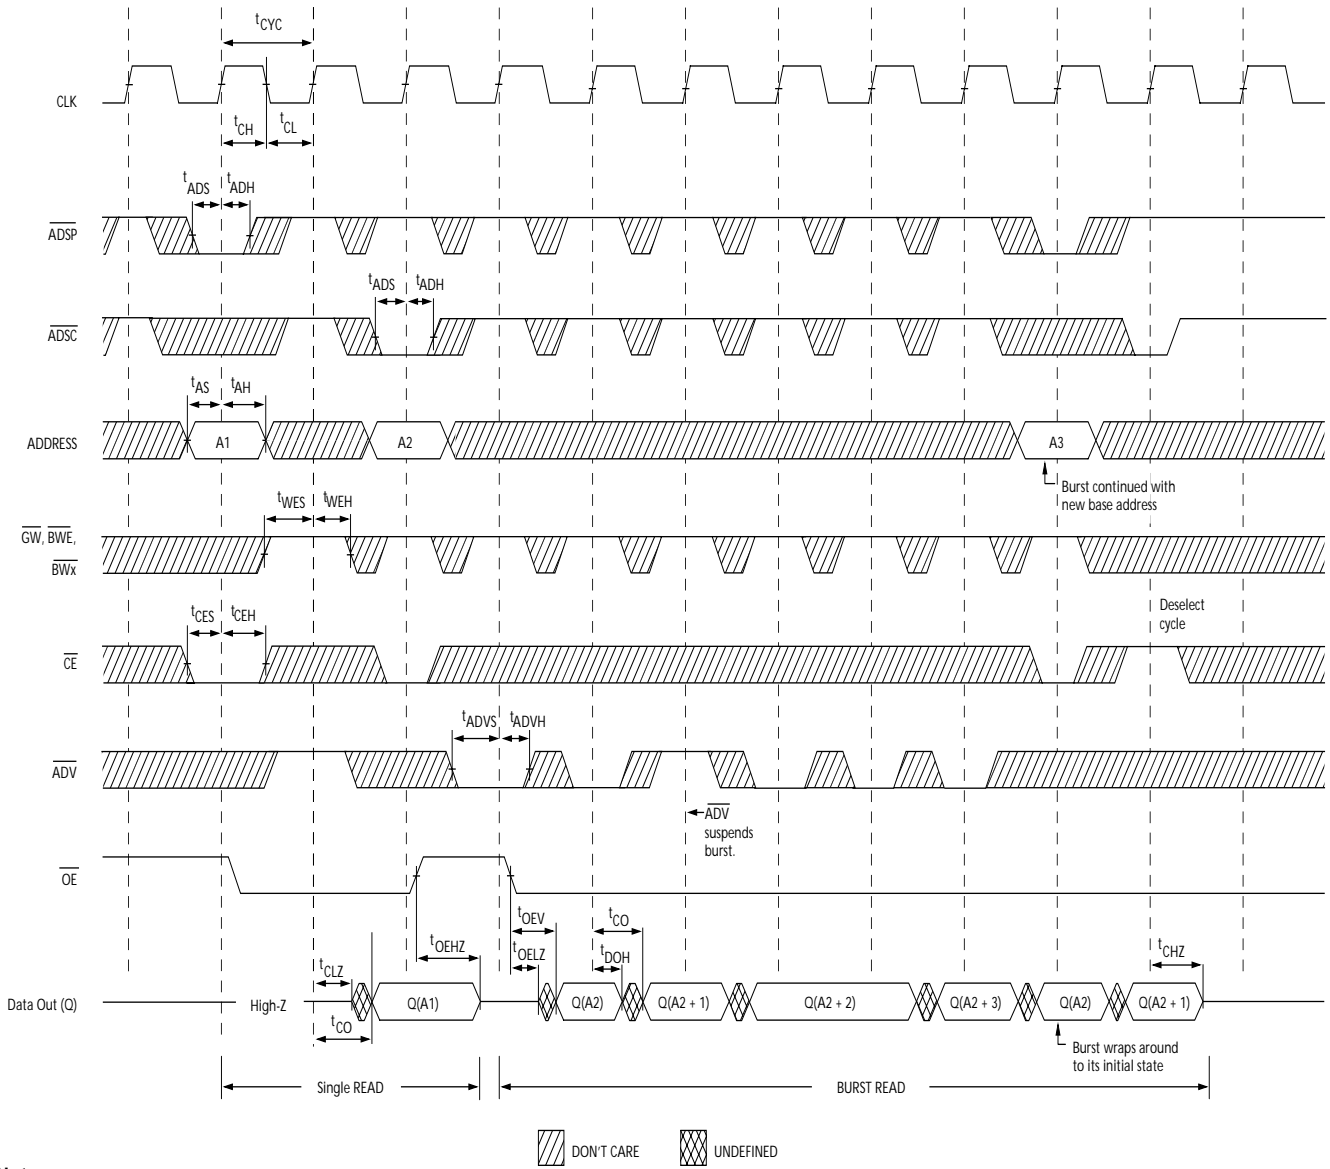 tCYC
CLK
tCH
tCL
tADS
tADH
ADSP
tADS
tADH
ADSC
tAS
tAH
ADDRESS
A1
A2
A3
Burst continued with
new base address
tWES
tWEH
GW, BWE,
BWx
tCES
tCEH
Deselect
cycle
CE
tADVS
tADVH
ADV
ADV
suspends
burst.
OE
tOEV
tCO
tOEHZ
tOELZ
tDOH
tCHZ
tCLZ
Data Out (Q)
High-Z
Q(A1)
Q(A2)
Q(A2 + 1)
Q(A2 + 2)
Q(A2 + 3)
Q(A2)
Q(A2 + 1)
tCO
Burst wraps around
to its initial state
Single READ
BURST READ
DON'T CARE
UNDEFINED